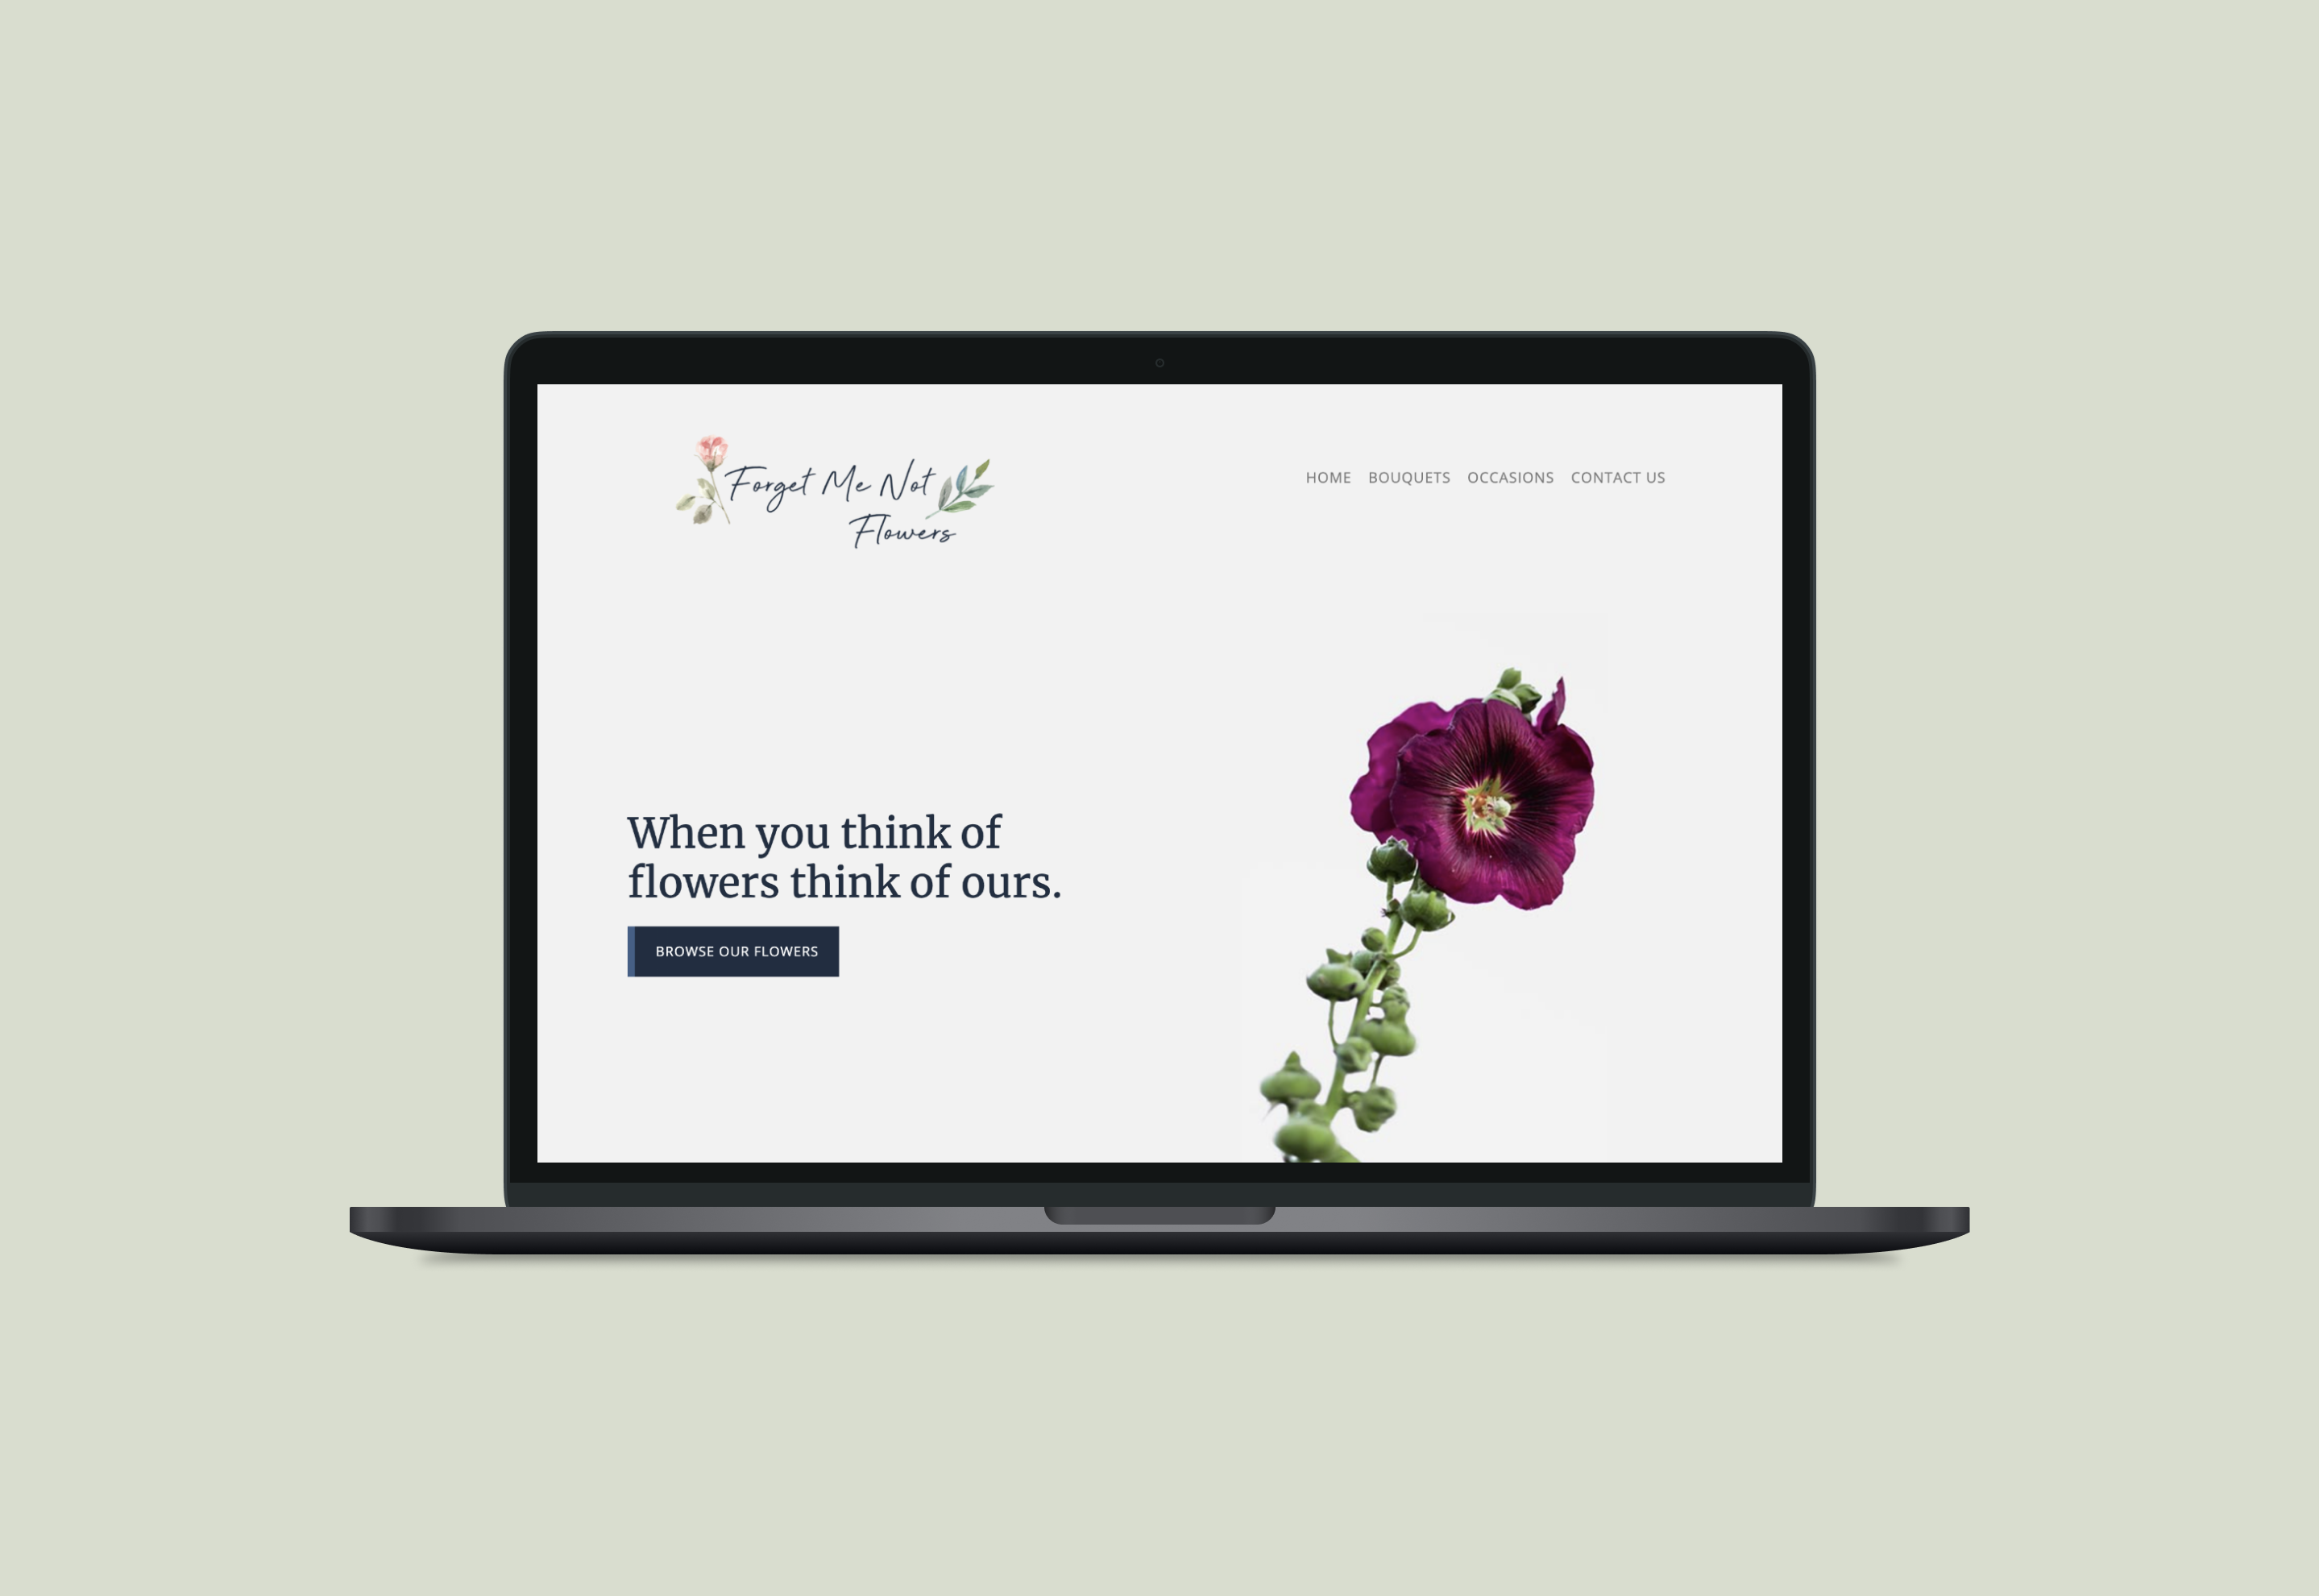 Forget Me Not
Flowers
HOME BOUQUETS OCCASIONS CONTACT US
When you think of
flowers think of ours.
BROWSE OUR FLOWERS